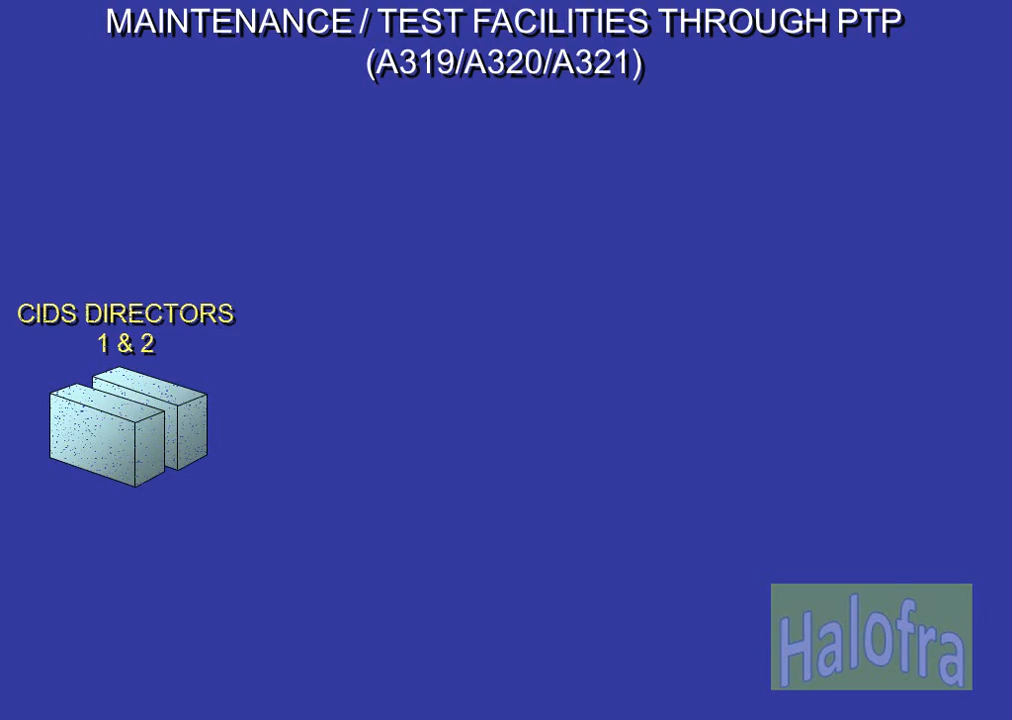 MAINTENANCE / TEST FACILITIES THROUGH PTP
(A319/A320/A321)
CIDS DIRECTORS
1 & 2
Halofra